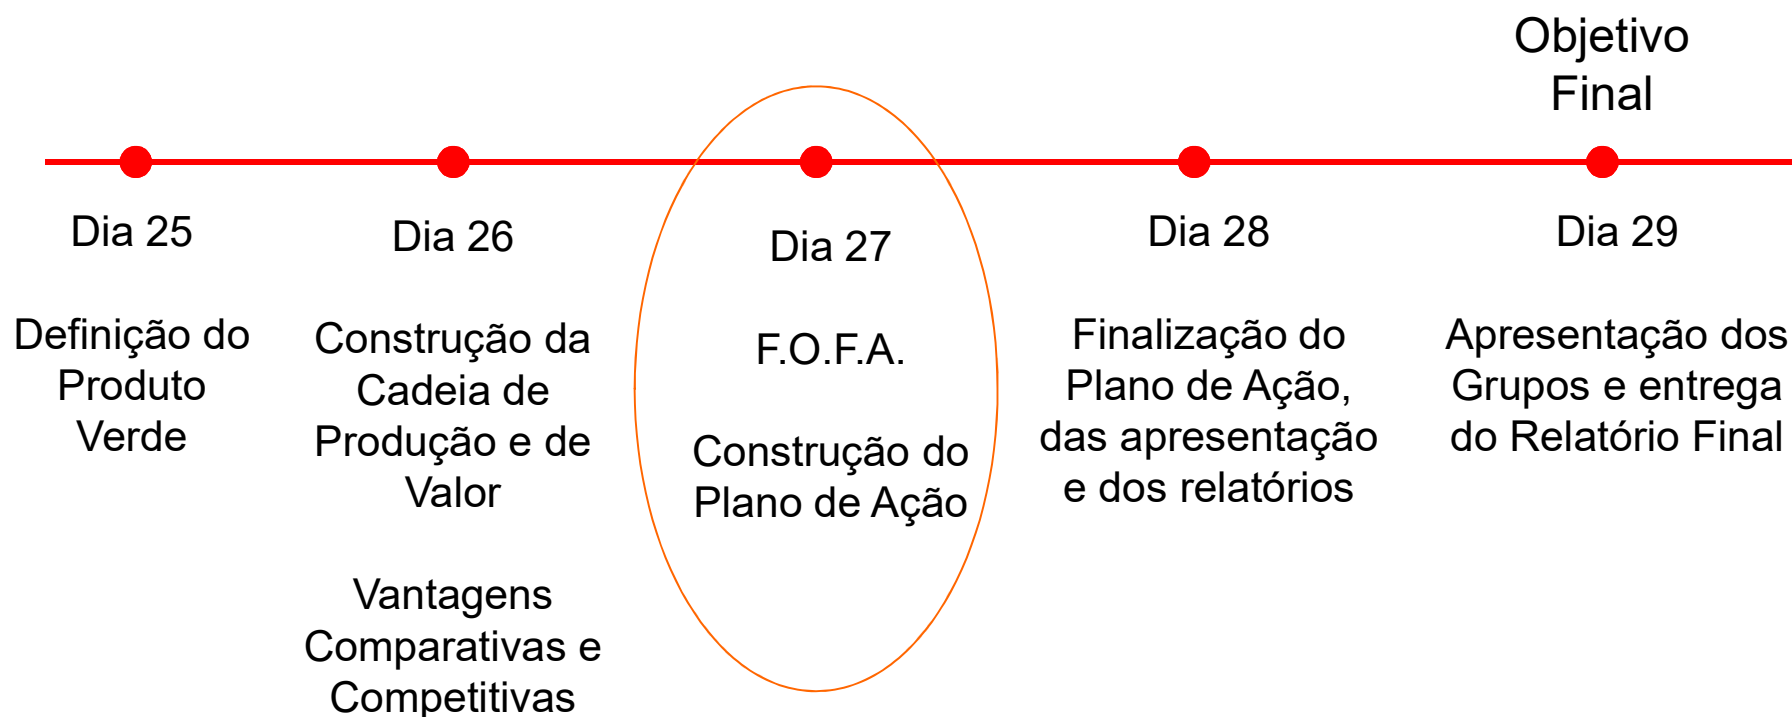 Objetivo
Final
Dia 25
Definição do
Produto
Verde
Dia 26
Construção da
Cadeia de
Produção e de
Valor
Vantagens
Comparativas e
Competitivas
Dia 27
F.O.F.A.
Construção do
Plano de Ação
Dia 28
Finalização do
Plano de Ação,
das apresentação
e dos relatórios
Dia 29
Apresentação dos
Grupos e entrega
do Relatório Final